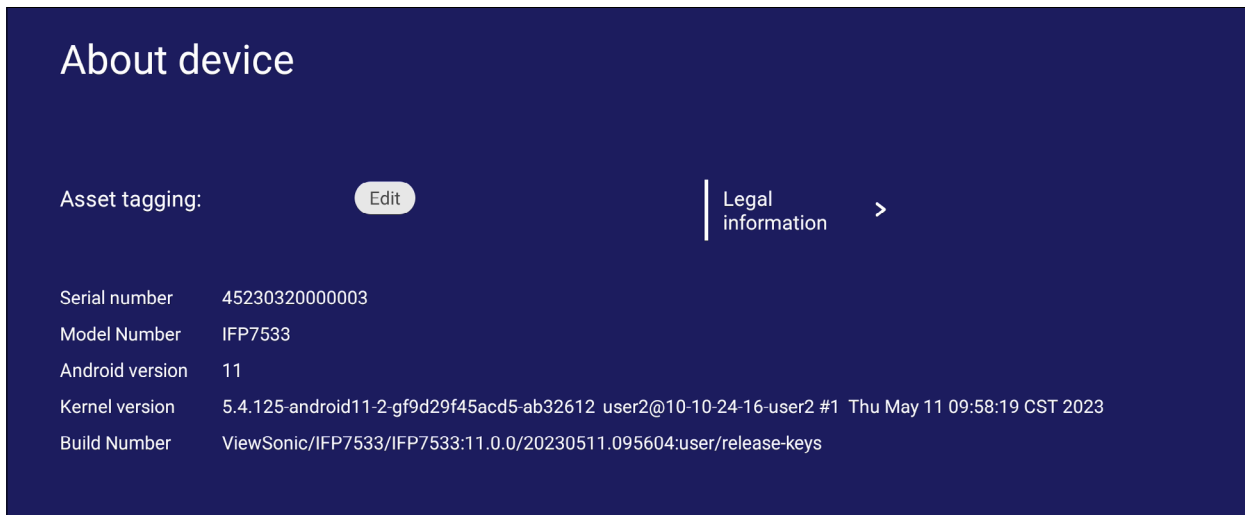 About device
Asset tagging:
Edit
Legal
information
Serial number 45230320000003
Model Number IFP7533
Android version 11
Kernel version 5.4.125-android11-2-gf9d29f45acd5-ab32612 user2@10-10-24-16-user2 #1 Thu May 11 09:58:19 CST 2023
Build Number ViewSonic/IFP7533/IFP7533:11.0.0/20230511.095604:user/release-keys